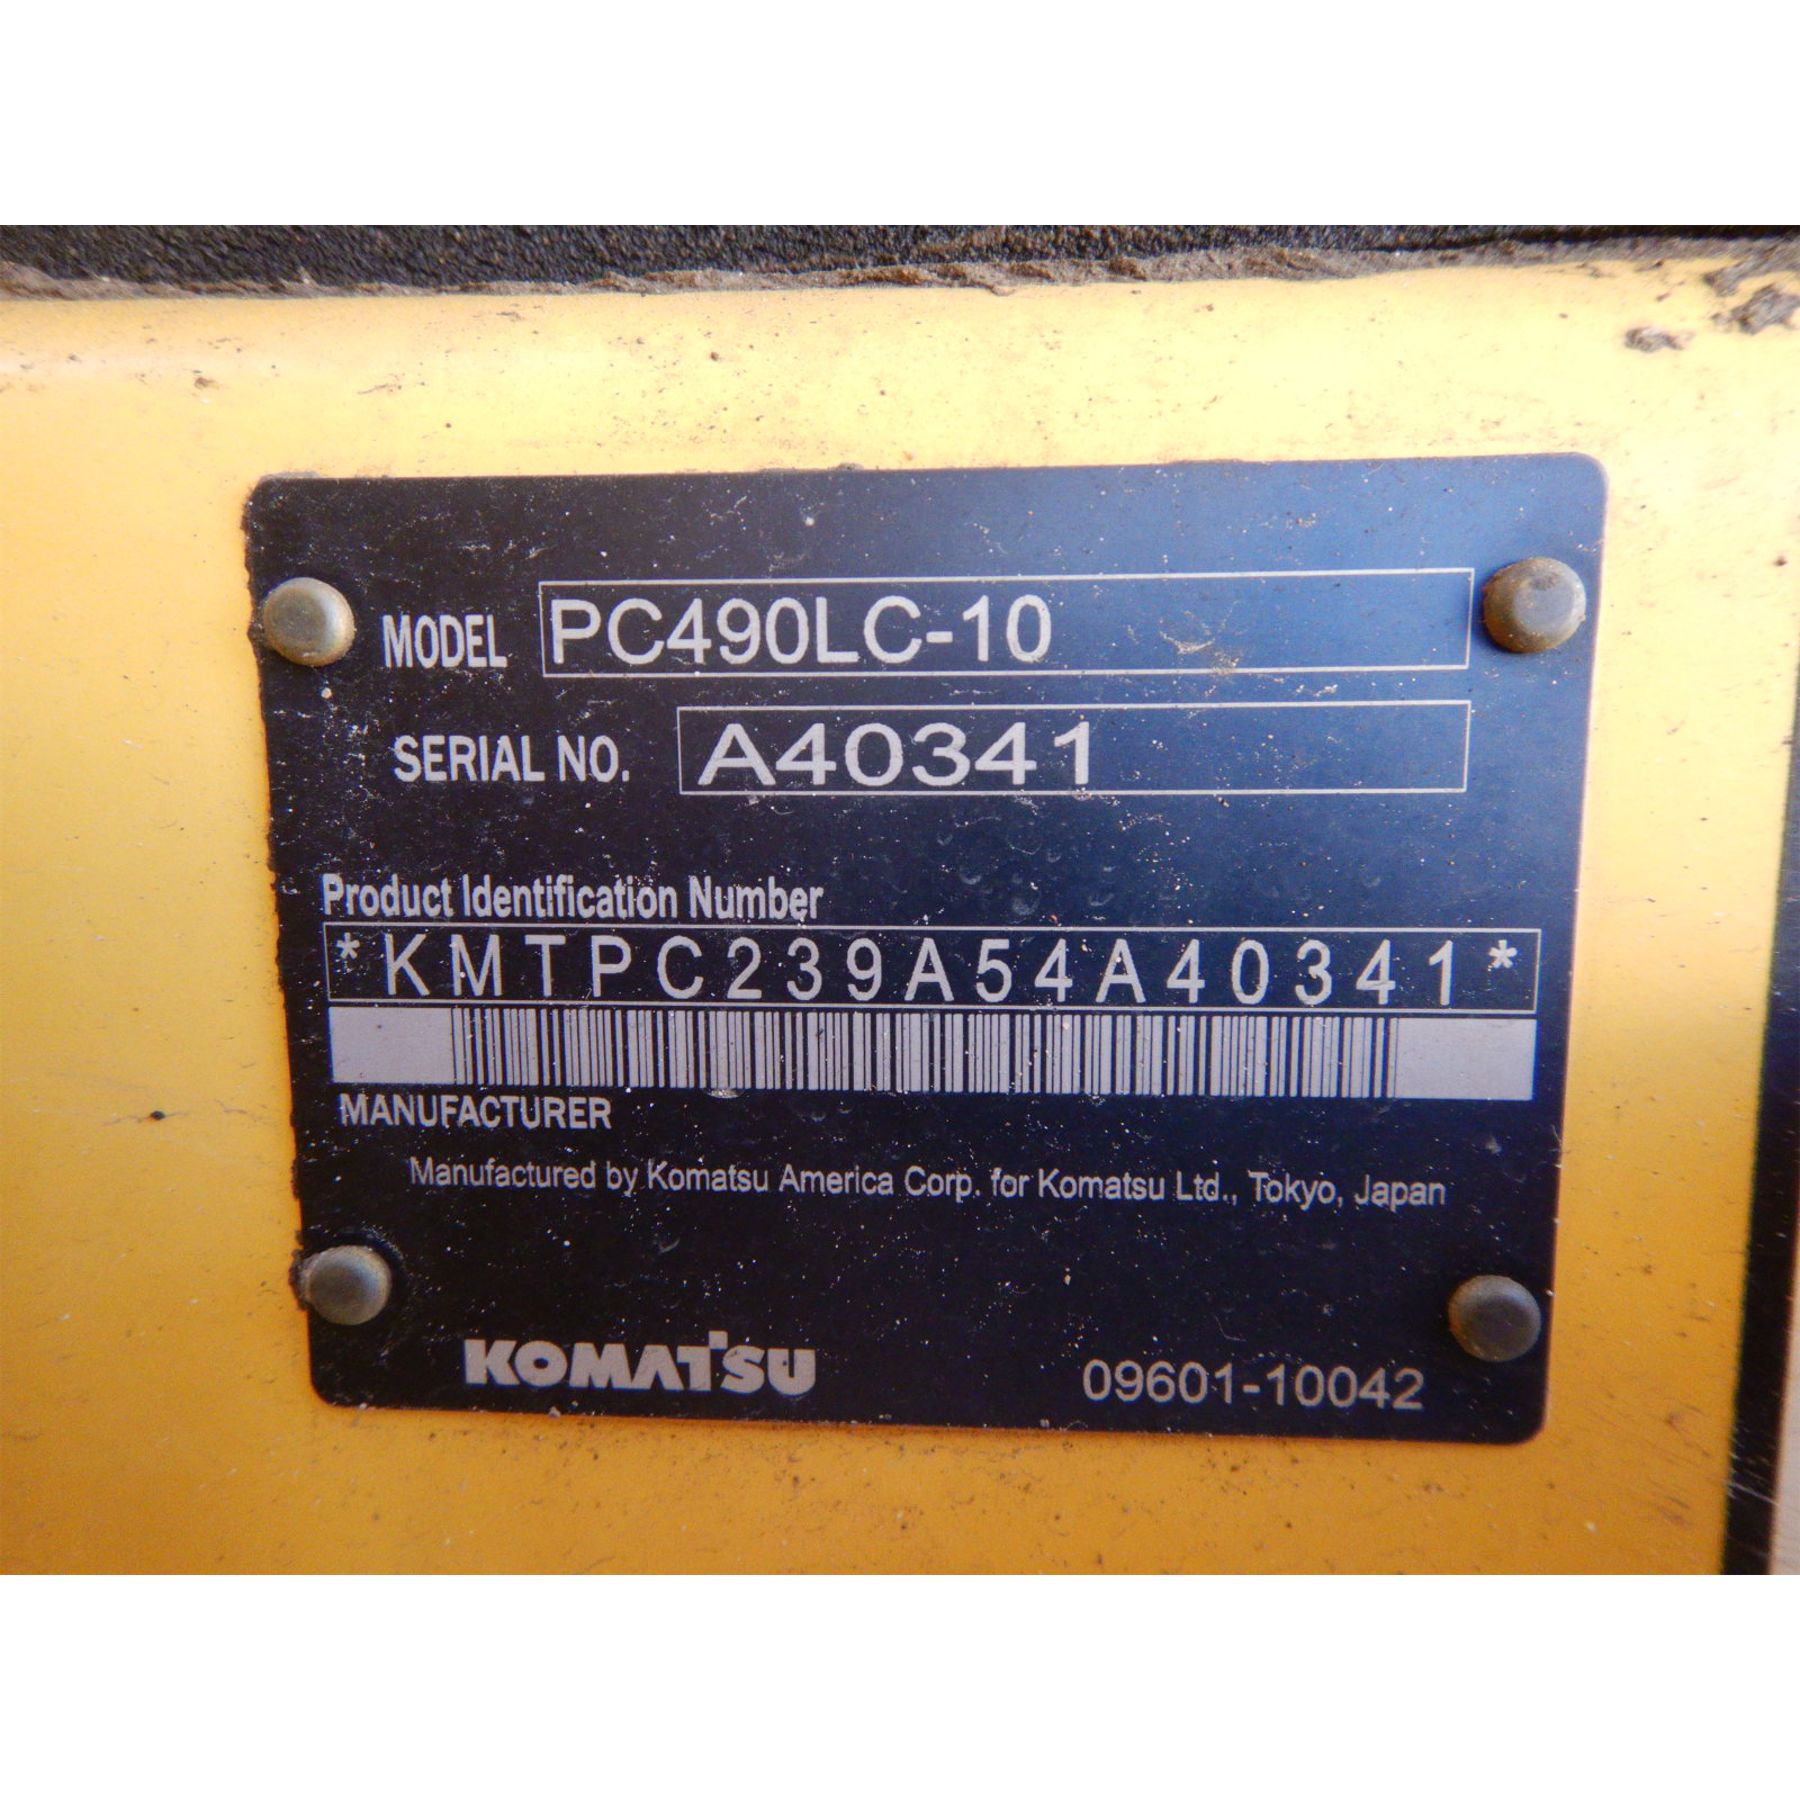 MODEL PC490LC-10
SERIAL NO. A40341
Product Identification Number
*KMTPC239A54A40341*
MANUFACTURER
Manufactured by Komatsu America Corp. for Komatsu Ltd., Tokyo, Japan
KOMATSU 09601-10042